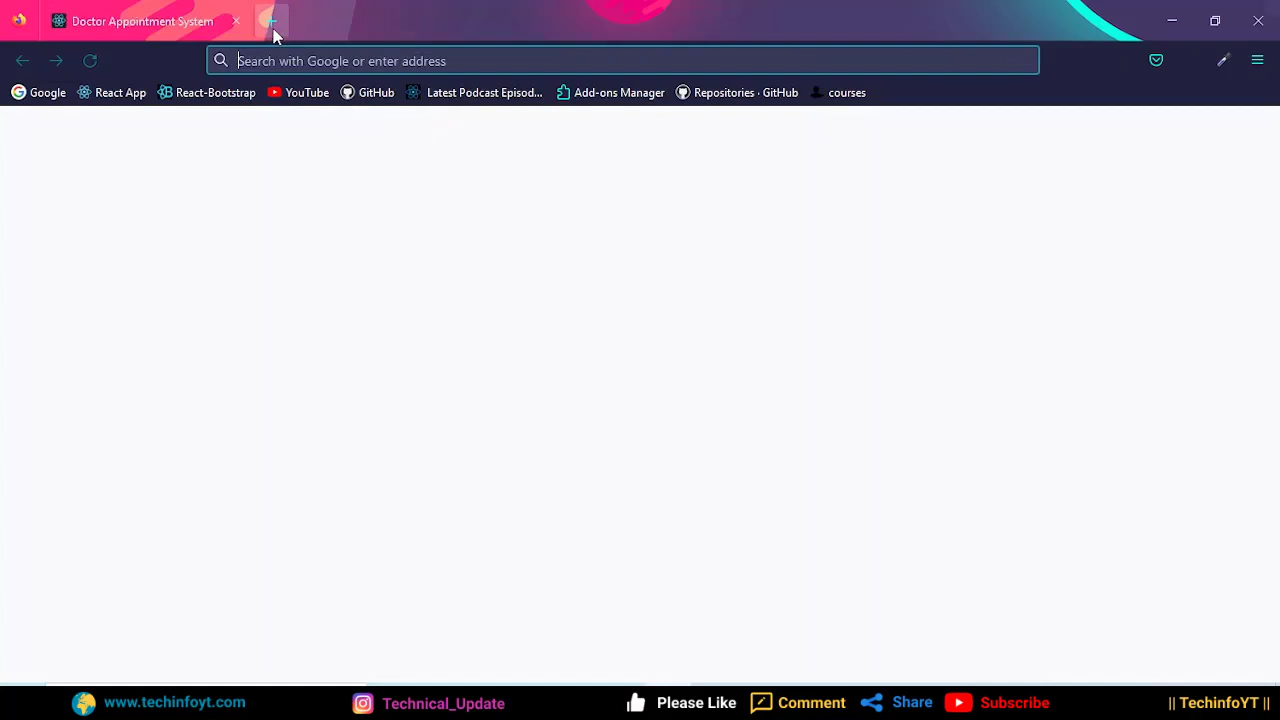 Doctor Appointment System
Search with Google or enter address
Google React App React-Bootstrap YouTube GitHub Latest Podcast Episod... Add-ons Manager Repositories · GitHub courses
www.techinfoyt.com Technical_Update Please Like Comment Share Subscribe || TechinfoYT ||